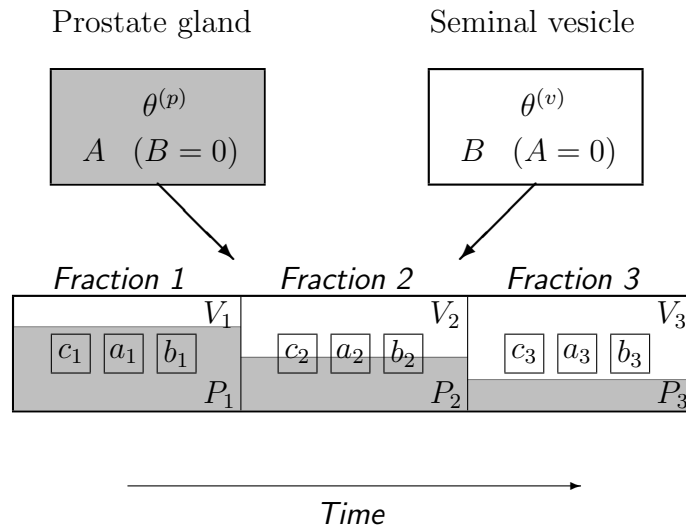 Prostate gland Seminal vesicle
θ^(p) θ^(v)
A (B = 0) B (A = 0)
Fraction 1 Fraction 2 Fraction 3
V_1 V_2 V_3
c_1 a_1 b_1 c_2 a_2 b_2 c_3 a_3 b_3
P_1 P_2 P_3
Time